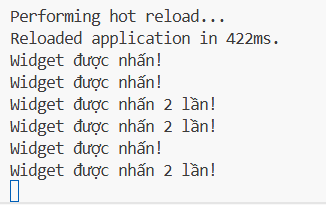 Performing hot reload...
Reloaded application in 422ms.
Widget được nhấn!
Widget được nhấn!
Widget được nhấn 2 lần!
Widget được nhấn 2 lần!
Widget được nhấn!
Widget được nhấn 2 lần!